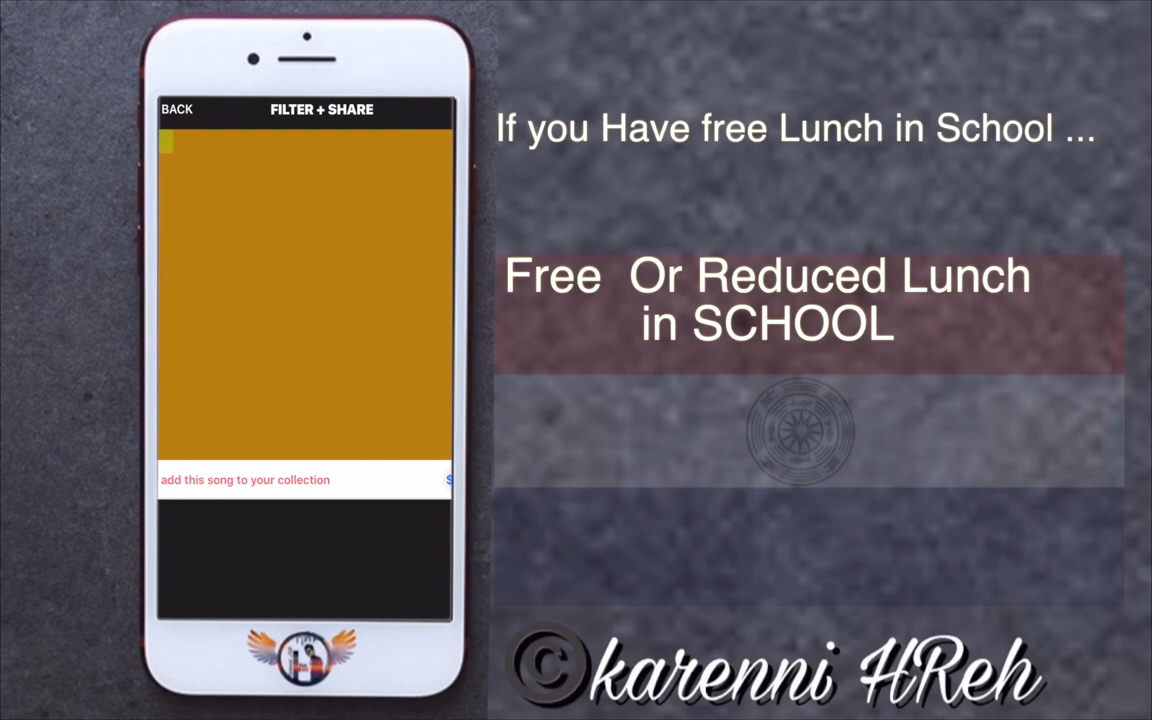 BACK
FILTER + SHARE
add this song to your collection
If you Have free Lunch in School ...
Free Or Reduced Lunch
in SCHOOL
©karenni HReh